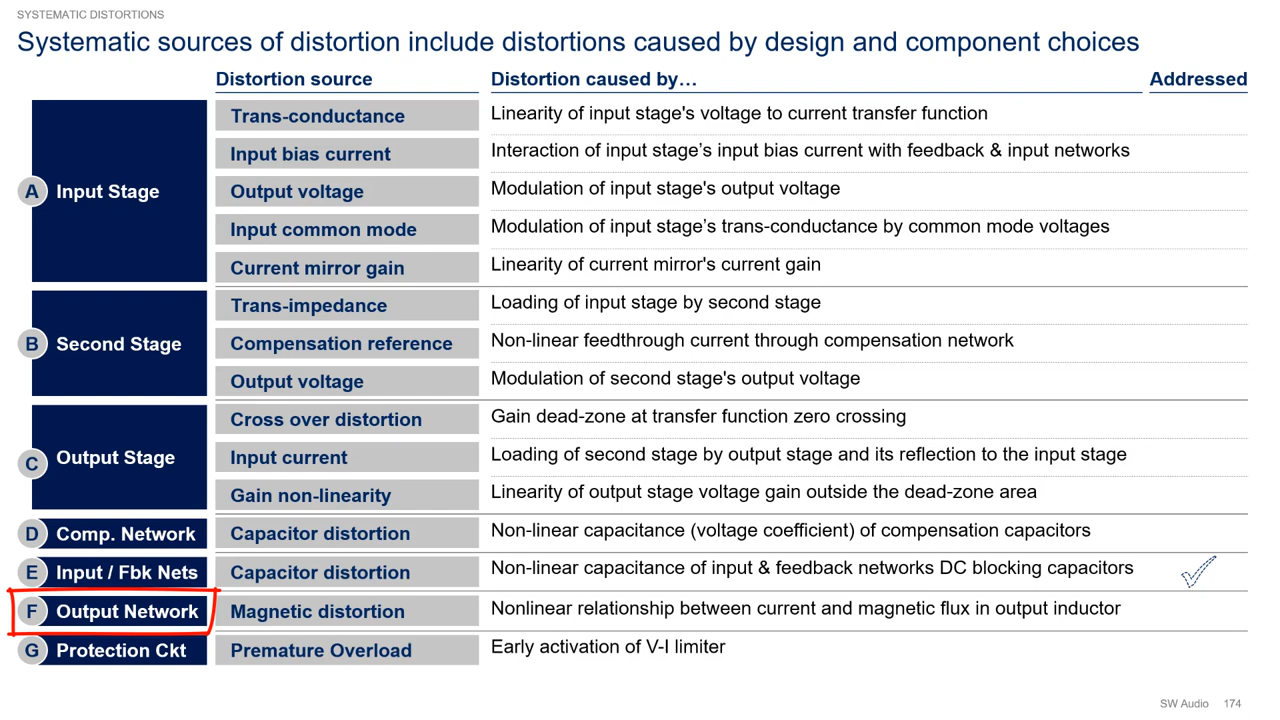 SYSTEMATIC DISTORTIONS
Systematic sources of distortion include distortions caused by design and component choices
Distortion source Distortion caused by… Addressed
A Input Stage
Trans-conductance Linearity of input stage's voltage to current transfer function
Input bias current Interaction of input stage’s input bias current with feedback & input networks
Output voltage Modulation of input stage's output voltage
Input common mode Modulation of input stage’s trans-conductance by common mode voltages
Current mirror gain Linearity of current mirror's current gain
B Second Stage
Trans-impedance Loading of input stage by second stage
Compensation reference Non-linear feedthrough current through compensation network
Output voltage Modulation of second stage's output voltage
C Output Stage
Cross over distortion Gain dead-zone at transfer function zero crossing
Input current Loading of second stage by output stage and its reflection to the input stage
Gain non-linearity Linearity of output stage voltage gain outside the dead-zone area
D Comp. Network Capacitor distortion Non-linear capacitance (voltage coefficient) of compensation capacitors
E Input / Fbk Nets Capacitor distortion Non-linear capacitance of input & feedback networks DC blocking capacitors
F Output Network Magnetic distortion Nonlinear relationship between current and magnetic flux in output inductor
G Protection Ckt Premature Overload Early activation of V-I limiter
SW Audio 174